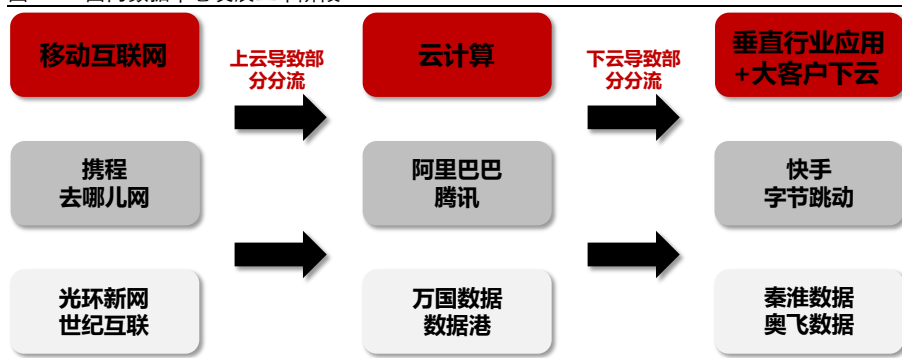 移动互联网
上云导致部
分分流
云计算
下云导致部
分分流
垂直行业应用
+大客户下云
携程
去哪儿网
阿里巴巴
腾讯
快手
字节跳动
光环新网
世纪互联
万国数据
数据港
秦淮数据
奥飞数据